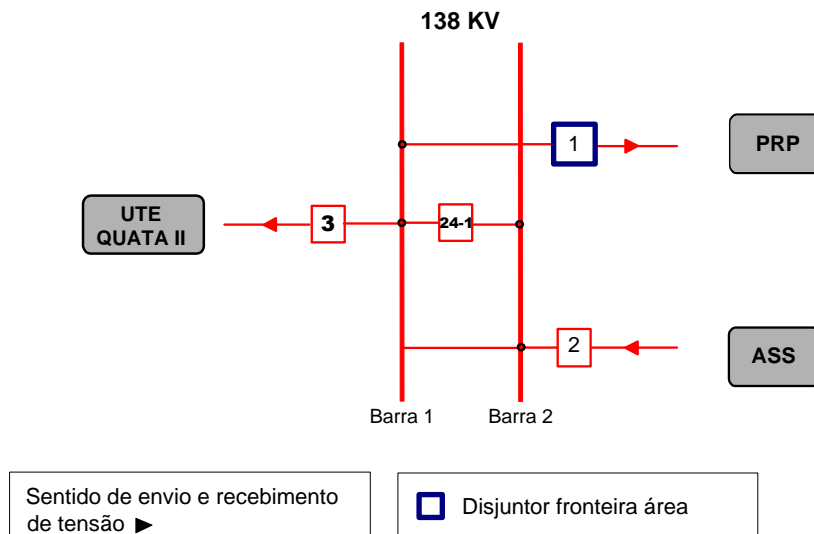 138 KV
1
PRP
UTE
QUATA II
3
24-1
2
ASS
Barra 1
Barra 2
Sentido de envio e recebimento
de tensão
Disjuntor fronteira área